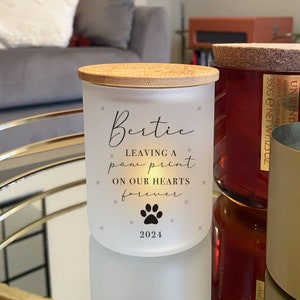 Bertie
LEAVING A
paw print
ON OUR HEARTS
forever
2024